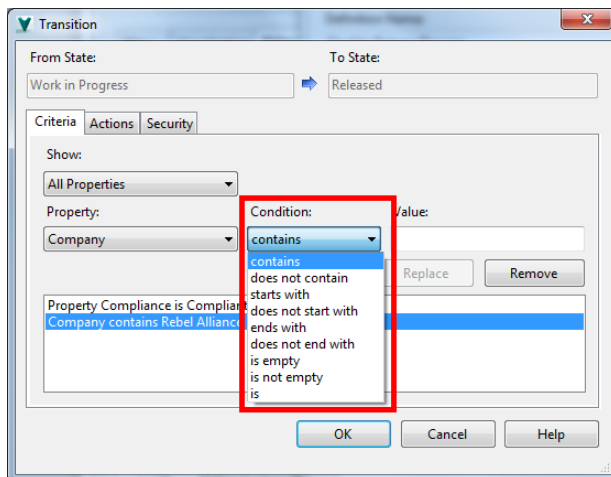 Transition
From State:
To State:
Work in Progress
Released
Criteria
Actions
Security
Show:
All Properties
Property:
Condition:
Value:
Company
contains
contains
does not contain
starts with
does not start with
ends with
does not end with
is empty
is not empty
is
Replace
Remove
Property Compliance is Compliant
Company contains Rebel Alliance
OK
Cancel
Help